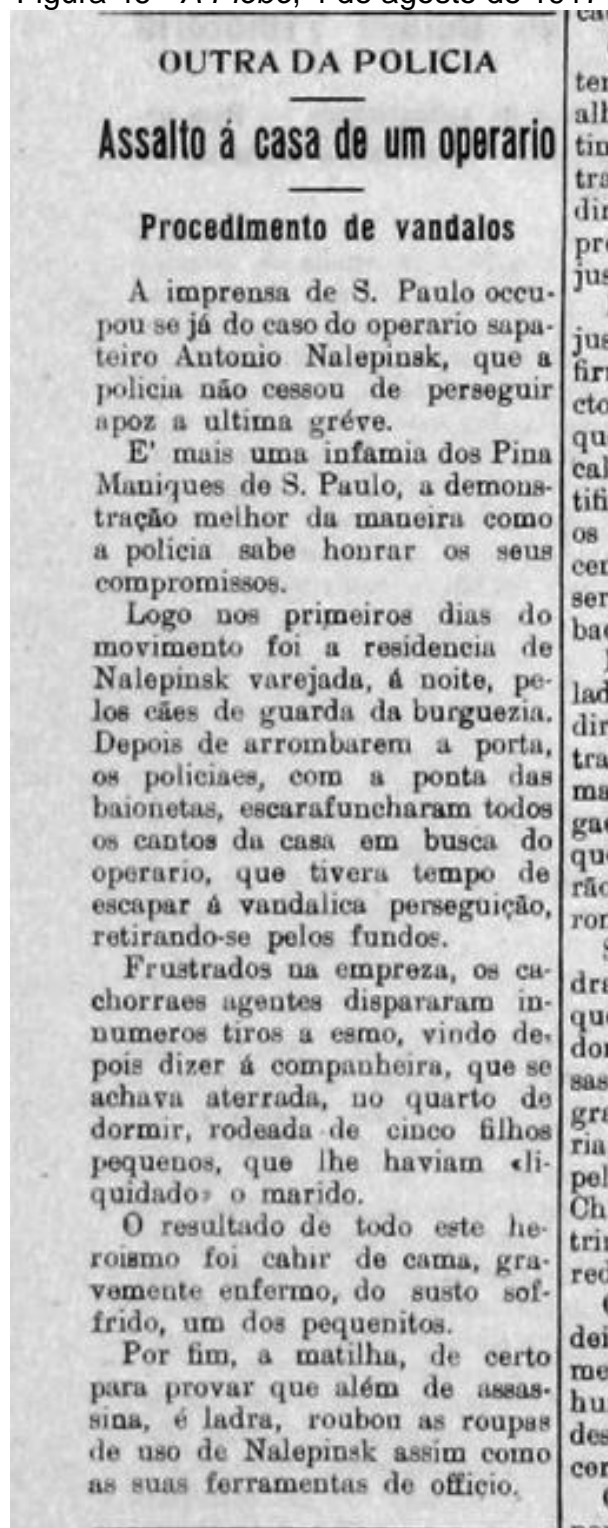 OUTRA DA POLICIA
Assalto á casa de um operario
Procedimento de vandalos
A imprensa de S. Paulo occu-
pou se já do caso do operario sapa-
teiro Antonio Nalepinsk, que a
policia não cessou de perseguir
apoz a ultima gréve.
E' mais uma infamia dos Pina
Maniques de S. Paulo, a demons-
tração melhor da maneira como
a policia sabe honrar os seus
compromissos.
Logo nos primeiros dias do
movimento foi a residencia de
Nalepinsk varejada, á noite, pe-
los cães de guarda da burguezia.
Depois de arrombarem a porta,
os policiaes, com a ponta das
baionetas, escarafuncharam todos
os cantos da casa em busca do
operario, que tivera tempo de
escapar á vandalica perseguição,
retirando-se pelos fundos.
Frustrados na empreza, os ca-
chorraes agentes dispararam in-
numeros tiros a esmo, vindo de-
pois dizer á companheira, que se
achava aterrada, no quarto de
dormir, rodeada de cinco filhos
pequenos, que lhe haviam «li-
quidado» o marido.
O resultado de todo este he-
roismo foi cahir de cama, gra-
vemente enfermo, do susto sof-
frido, um dos pequenitos.
Por fim, a matilha, de certo
para provar que além de assas-
sina, é ladra, roubou as roupas
de uso de Nalepinsk assim como
as suas ferramentas de officio.